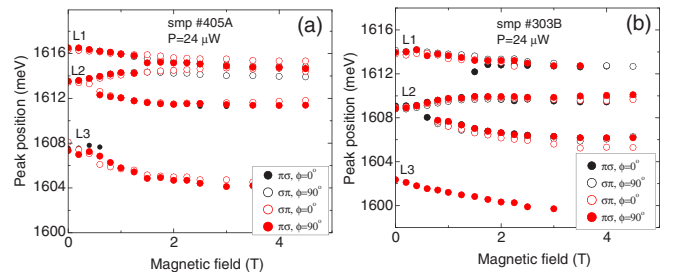 smp #405A
(a)
P=24 μW
L1
L2
L3
1616
1612
1608
1604
1600
Peak position (meV)
πσ, ϕ=0°
σπ, ϕ=90°
σπ, ϕ=0°
πσ, ϕ=90°
0 2 4
Magnetic field (T)
smp #303B
(b)
P=24 μW
L1
L2
L3
1616
1612
1608
1604
1600
Peak position (meV)
πσ, ϕ=0°
σπ, ϕ=90°
σπ, ϕ=0°
πσ, ϕ=90°
0 2 4
Magnetic field (T)